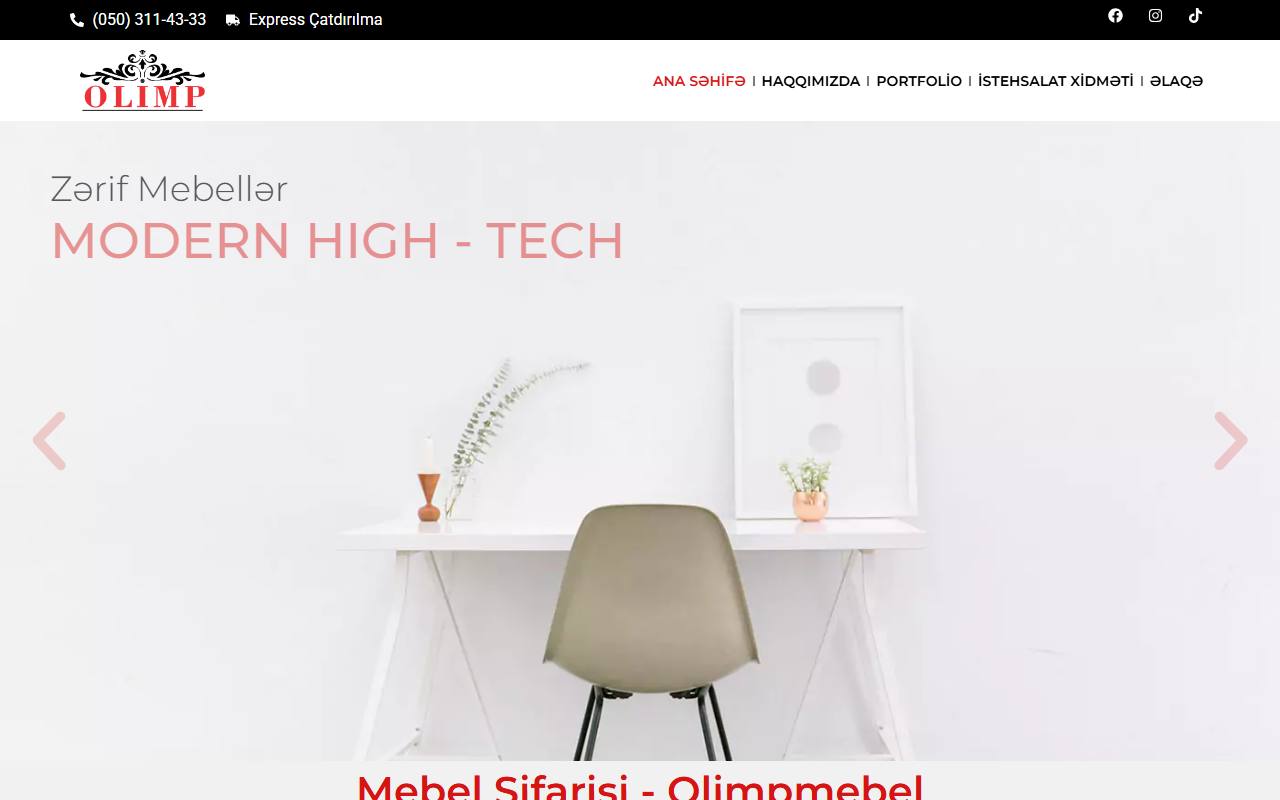 (050) 311-43-33 Express Çatdırılma
OLIMP
ANA SƏHİFƏ | HAQQIMIZDA | PORTFOLİO | İSTEHSALAT XİDMƏTİ | ƏLAQƏ
Zərif Mebellər
MODERN HIGH - TECH
Mebel Sifarisi - Olimpmebel